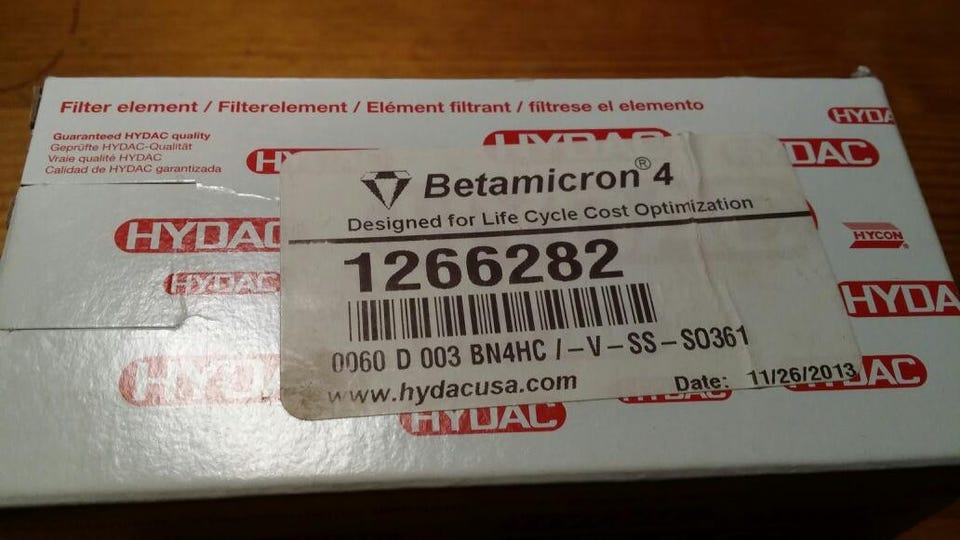 Filter element / Filterelement / Elément filtrant / filtrese el elemento
Guaranteed HYDAC quality
Geprüfte HYDAC-Qualität
Vraie qualité HYDAC
Calidad de HYDAC garantizada
HYDAC
HYDAC
Betamicron® 4
Designed for Life Cycle Cost Optimization
1266282
0060 D 003 BN4HC / -V-SS-SO361
www.hydacusa.com
Date: 11/26/2013
HYDAC
HYDAC
HYCON®
HYDAC
HYDAC